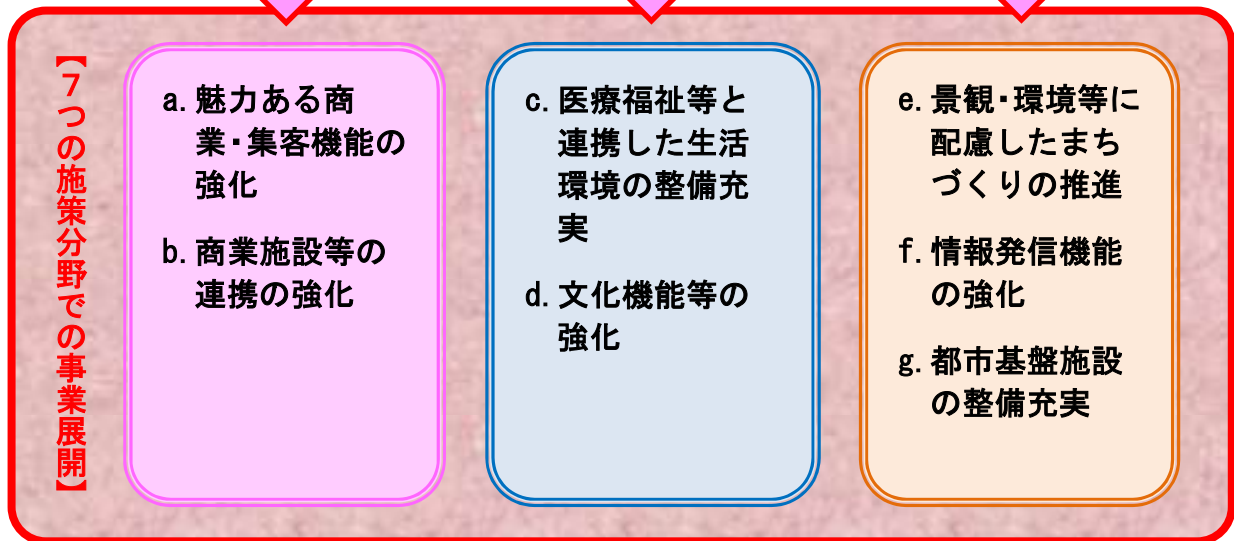 【７つの施策分野での事業展開】
a. 魅力ある商
業・集客機能の
強化
b. 商業施設等の
連携の強化
c. 医療福祉等と
連携した生活
環境の整備充
実
d. 文化機能等の
強化
e. 景観・環境等に
配慮したまち
づくりの推進
f. 情報発信機能
の強化
g. 都市基盤施設
の整備充実